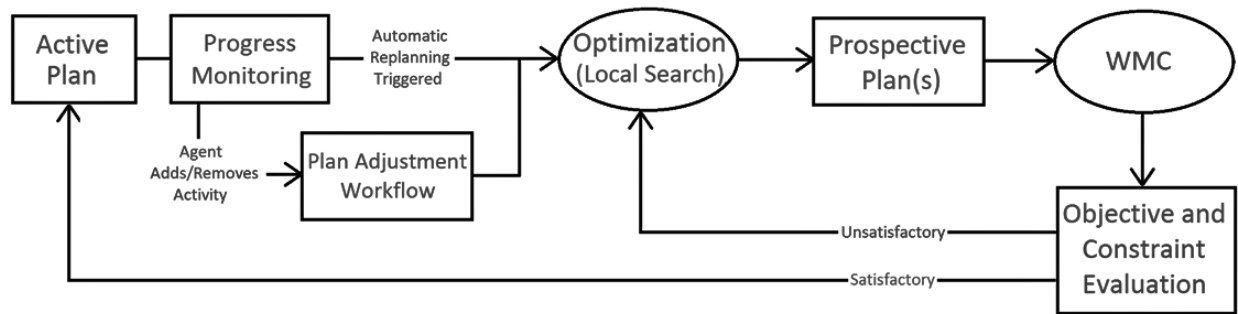 Active
Plan
Progress
Monitoring
Automatic
Replanning
Triggered
Optimization
(Local Search)
Prospective
Plan(s)
WMC
Agent
Adds/Removes
Activity
Plan Adjustment
Workflow
Unsatisfactory
Satisfactory
Objective and
Constraint
Evaluation